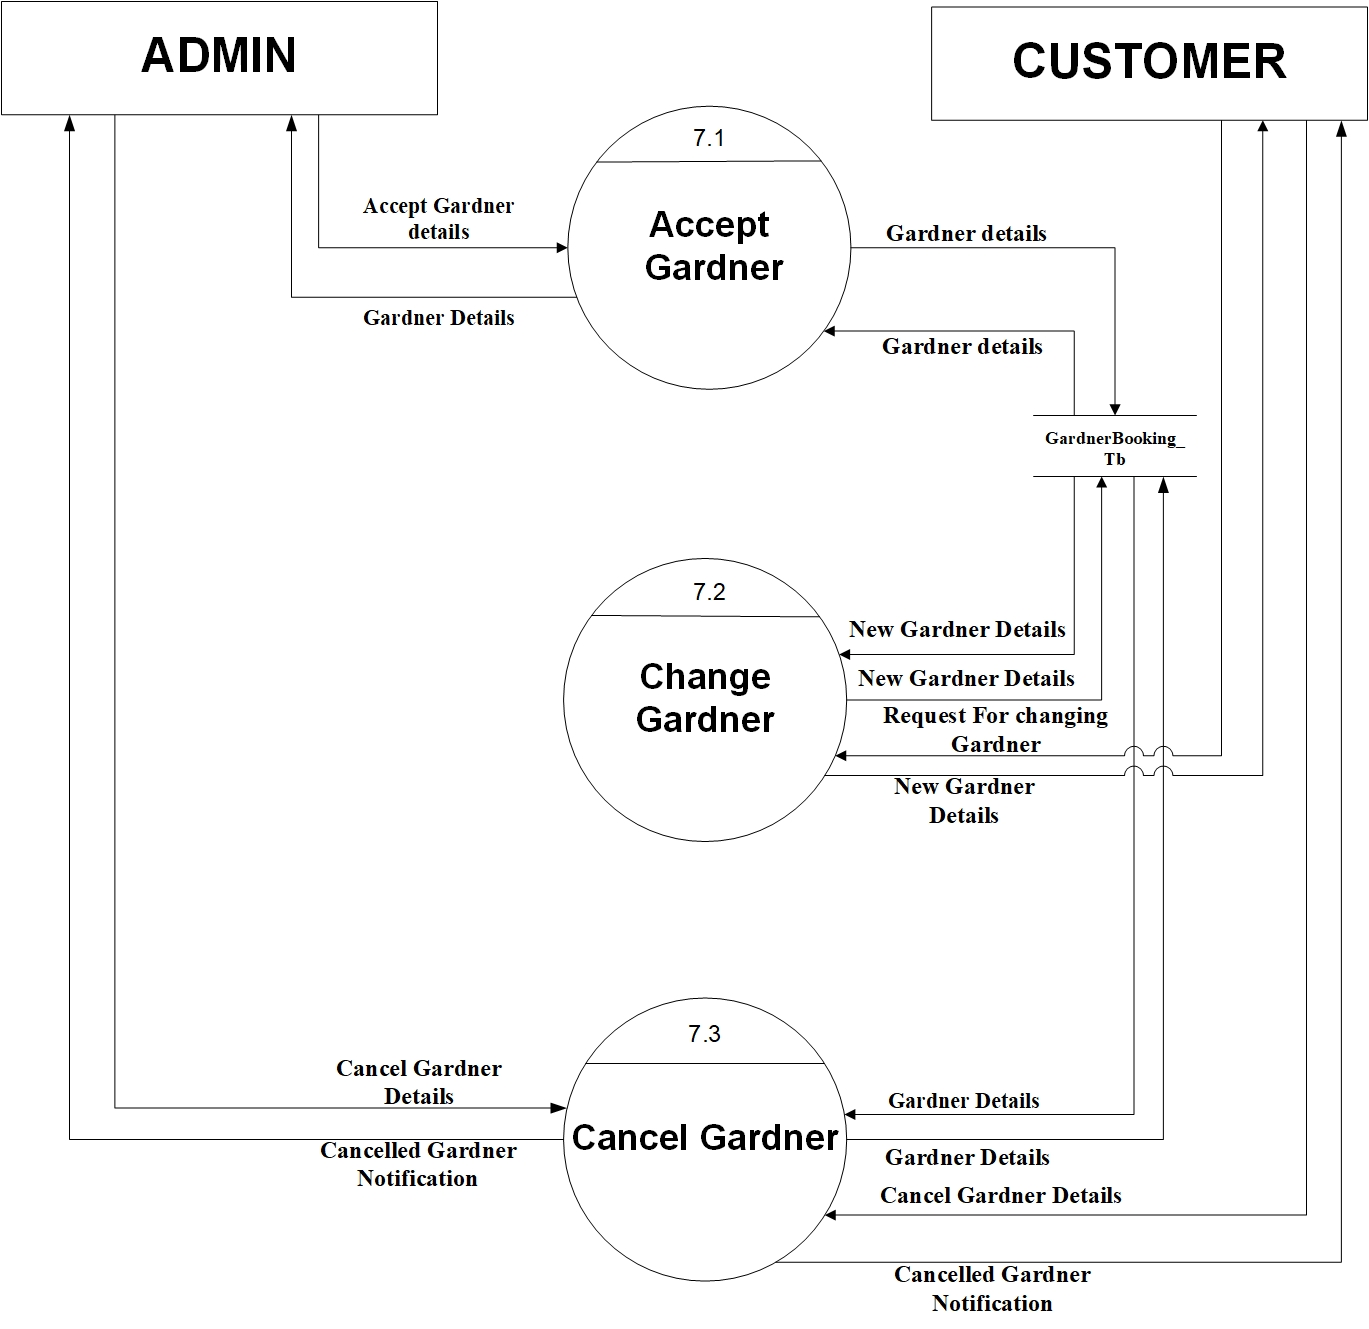 ADMIN
CUSTOMER
7.1
Accept
Gardner
Accept Gardner
details
Gardner Details
Gardner details
Gardner details
GardnerBooking_
Tb
7.2
Change
Gardner
New Gardner Details
New Gardner Details
Request For changing
Gardner
New Gardner
Details
7.3
Cancel Gardner
Cancel Gardner
Details
Cancelled Gardner
Notification
Gardner Details
Gardner Details
Cancel Gardner Details
Cancelled Gardner
Notification